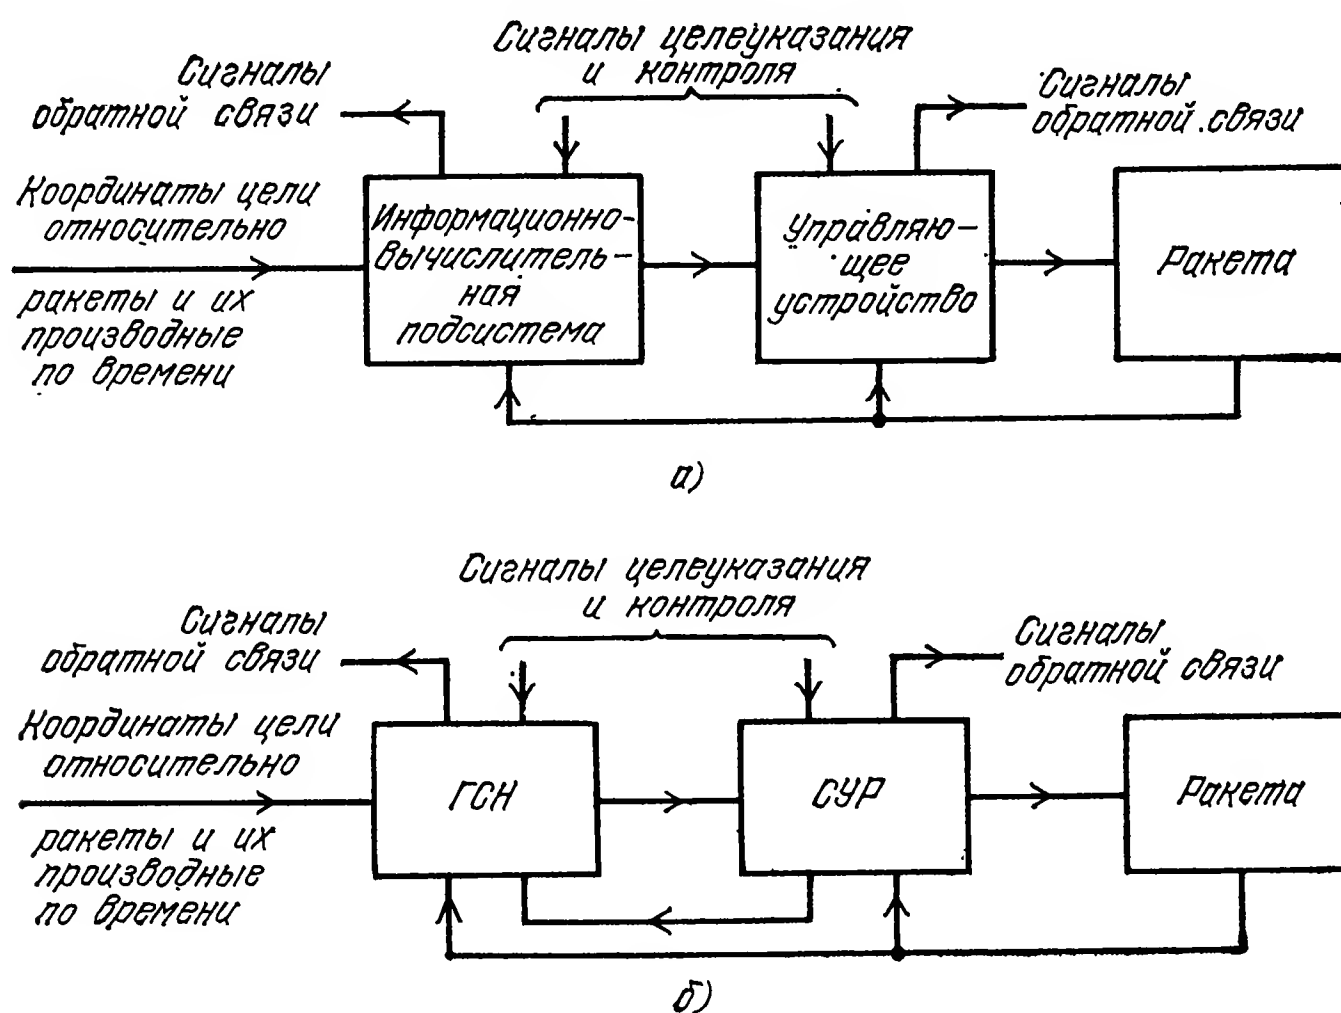 Сигналы целеуказания
и контроля
Сигналы
обратной связи
Сигналы
обратной связи
Координаты цели
относительно
ракеты и их
производные
по времени
Информационно-
вычислитель-
ная
подсистема
Управляю-
щее
устройство
Ракета
а)
Сигналы целеуказания
и контроля
Сигналы
обратной связи
Сигналы
обратной связи
Координаты цели
относительно
ракеты и их
производные
по времени
ГСН
СУР
Ракета
б)